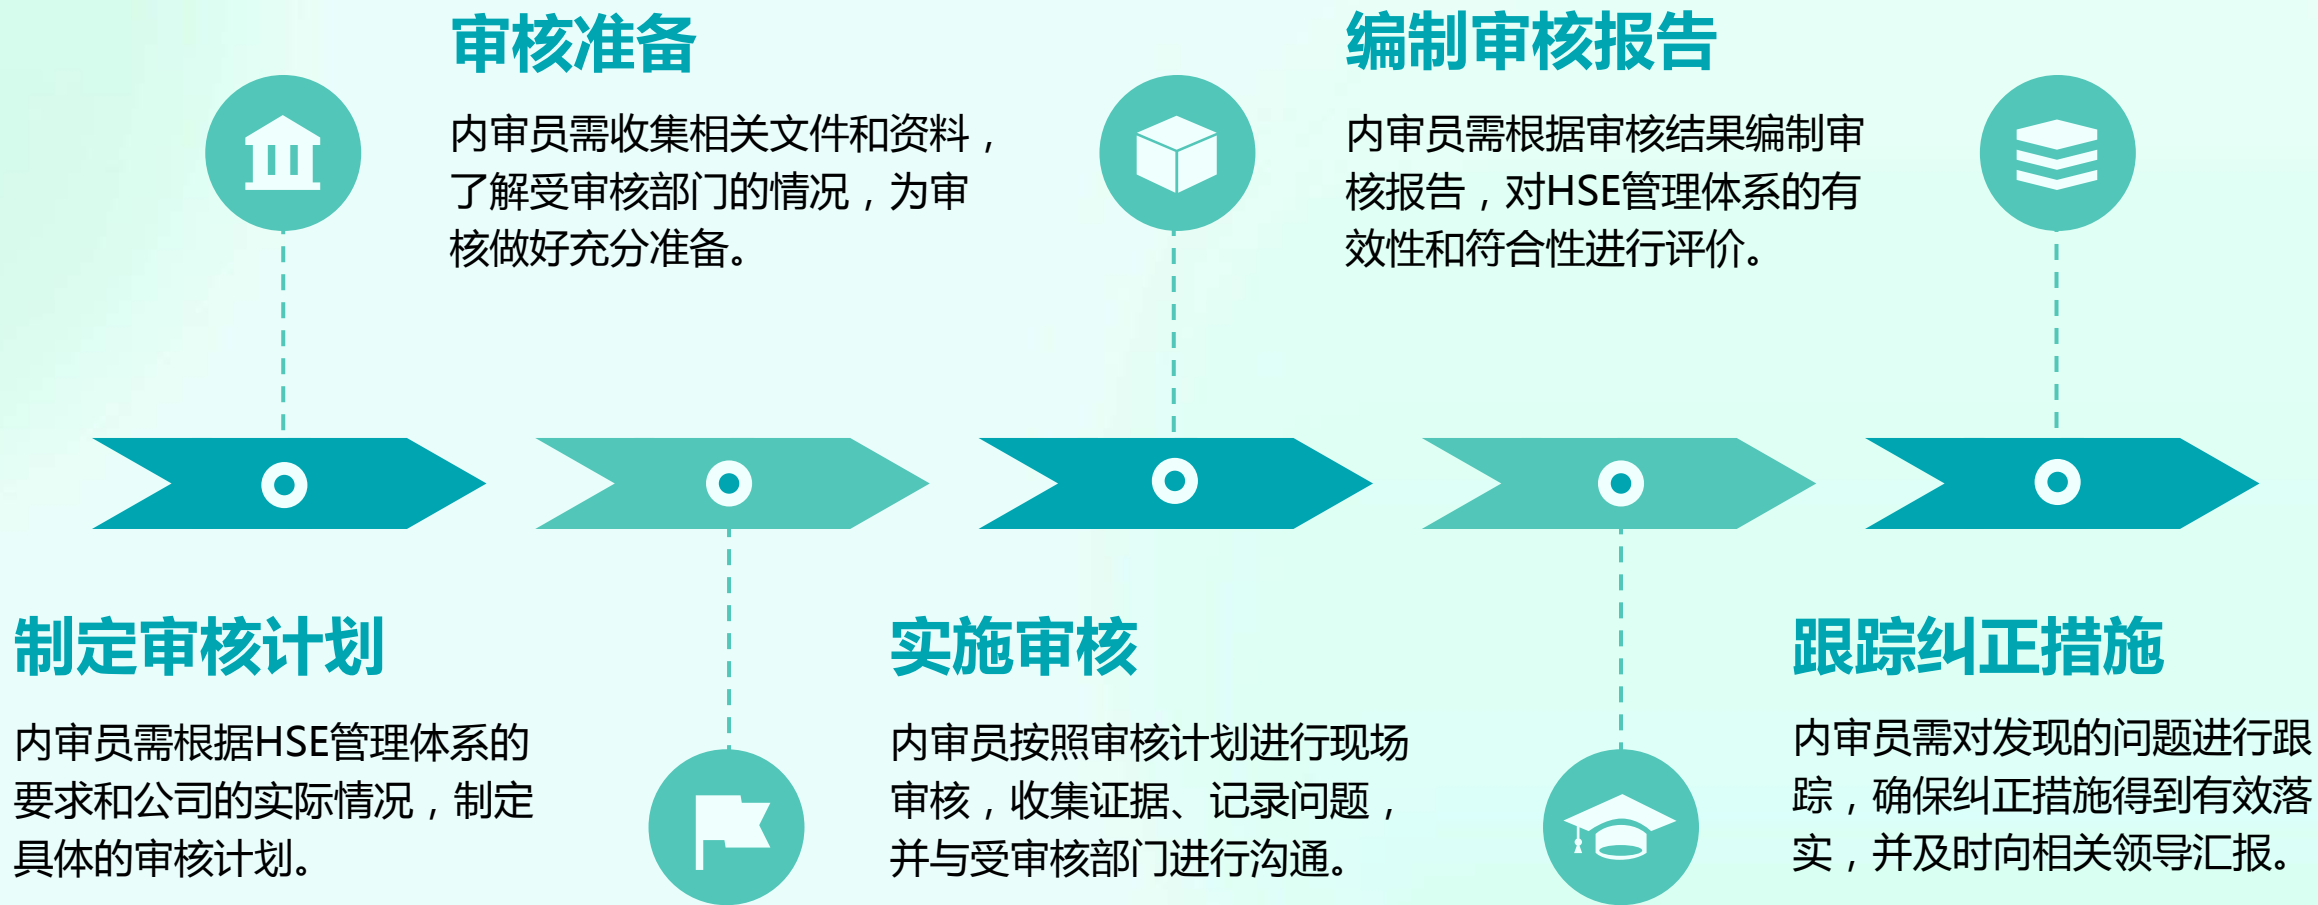 审核准备
内审员需收集相关文件和资料，
了解受审核部门的情况，为审
核做好充分准备。
编制审核报告
内审员需根据审核结果编制审
核报告，对HSE管理体系的有
效性和符合性进行评价。
制定审核计划
内审员需根据HSE管理体系的
要求和公司的实际情况，制定
具体的审核计划。
实施审核
内审员按照审核计划进行现场
审核，收集证据、记录问题，
并与受审核部门进行沟通。
跟踪纠正措施
内审员需对发现的问题进行跟
踪，确保纠正措施得到有效落
实，并及时向相关领导汇报。